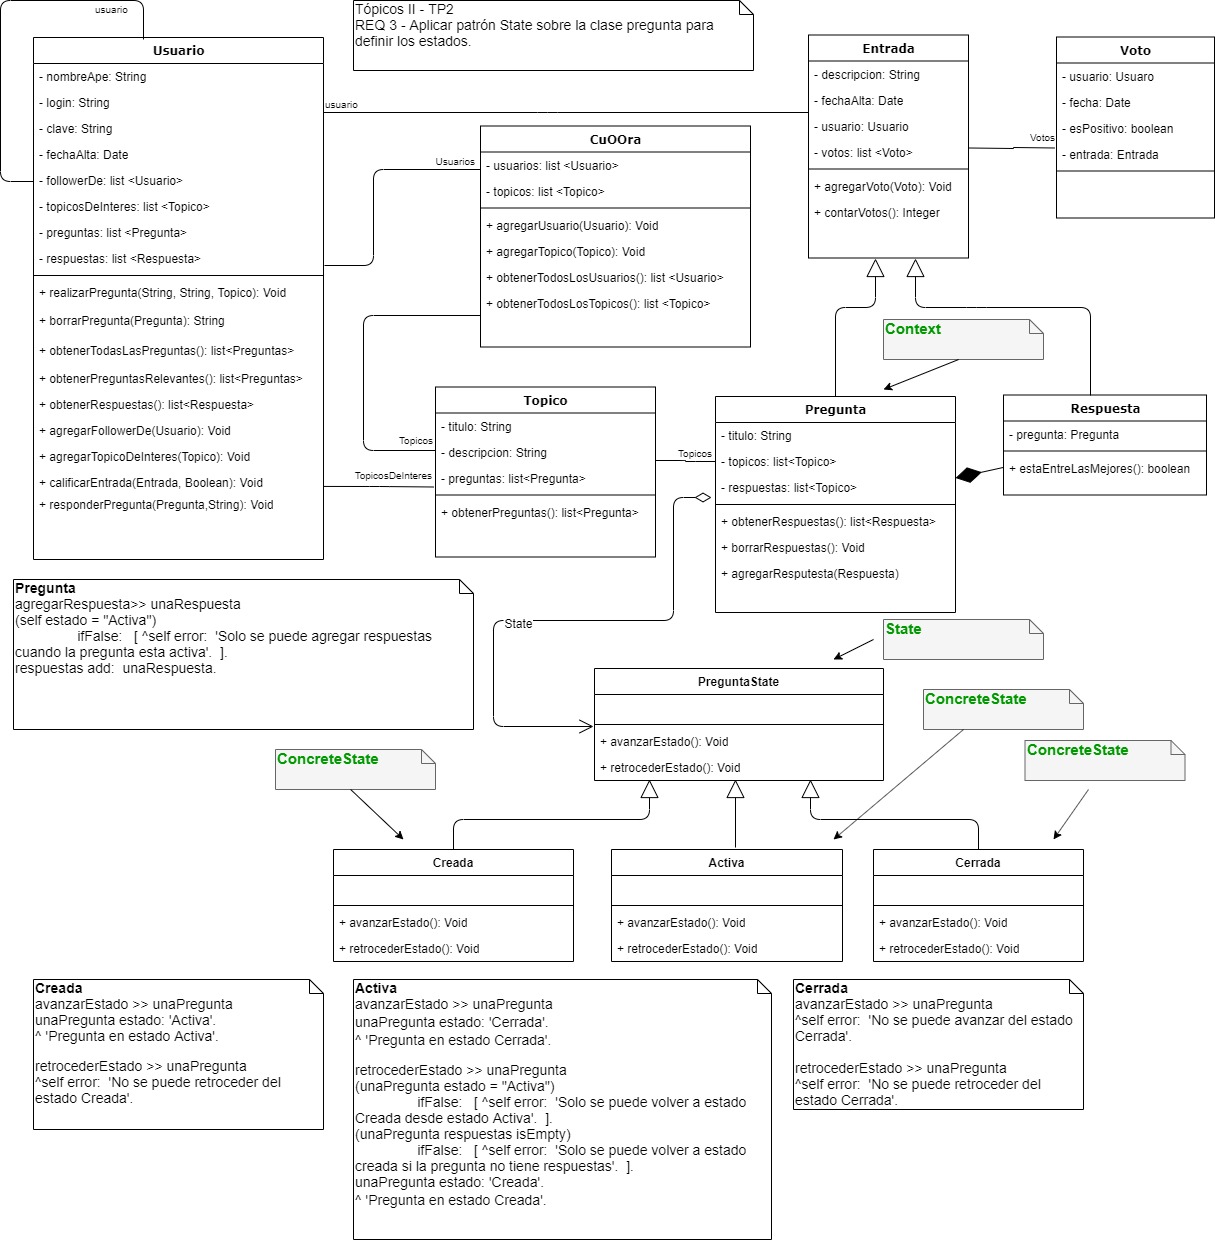 usuario
Tópicos II - TP2
REQ 3 - Aplicar patrón State sobre la clase pregunta para
definir los estados.
Usuario
- nombreApe: String
- login: String
- clave: String
- fechaAlta: Date
- followerDe: list <Usuario>
- topicosDeInteres: list <Topico>
- preguntas: list <Pregunta>
- respuestas: list <Respuesta>
+ realizarPregunta(String, String, Topico): Void
+ borrarPregunta(Pregunta): String
+ obtenerTodasLasPreguntas(): list<Preguntas>
+ obtenerPreguntasRelevantes(): list<Preguntas>
+ obtenerRespuestas(): list<Respuesta>
+ agregarFollowerDe(Usuario): Void
+ agregarTopicoDeInteres(Topico): Void
+ calificarEntrada(Entrada, Boolean): Void
+ responderPregunta(Pregunta,String): Void
usuario
Usuarios
CuOOra
- usuarios: list <Usuario>
- topicos: list <Topico>
+ agregarUsuario(Usuario): Void
+ agregarTopico(Topico): Void
+ obtenerTodosLosUsuarios(): list <Usuario>
+ obtenerTodosLosTopicos(): list <Topico>
Entrada
- descripcion: String
- fechaAlta: Date
- usuario: Usuario
- votos: list <Voto>
+ agregarVoto(Voto): Void
+ contarVotos(): Integer
Votos
Voto
- usuario: Usuaro
- fecha: Date
- esPositivo: boolean
- entrada: Entrada
Context
Topicos
TopicosDeInteres
Topico
- titulo: String
- descripcion: String
- preguntas: list<Pregunta>
+ obtenerPreguntas(): list<Pregunta>
Topicos
Pregunta
- titulo: String
- topicos: list<Topico>
- respuestas: list<Topico>
+ obtenerRespuestas(): list<Respuesta>
+ borrarRespuestas(): Void
+ agregarResputesta(Respuesta)
Respuesta
- pregunta: Pregunta
+ estaEntreLasMejores(): boolean
Pregunta
agregarRespuesta>> unaRespuesta
(self estado = "Activa")
ifFalse: [ ^self error: 'Solo se puede agregar respuestas
cuando la pregunta esta activa'. ].
respuestas add: unaRespuesta.
State
State
PreguntaState
+ avanzarEstado(): Void
+ retrocederEstado(): Void
ConcreteState
ConcreteState
ConcreteState
Creada
+ avanzarEstado(): Void
+ retrocederEstado(): Void
Activa
+ avanzarEstado(): Void
+ retrocederEstado(): Void
Cerrada
+ avanzarEstado(): Void
+ retrocederEstado(): Void
Creada
avanzarEstado >> unaPregunta
unaPregunta estado: 'Activa'.
^ 'Pregunta en estado Activa'.
retrocederEstado >> unaPregunta
^self error: 'No se puede retroceder del
estado Creada'.
Activa
avanzarEstado >> unaPregunta
unaPregunta estado: 'Cerrada'.
^ 'Pregunta en estado Cerrada'.
retrocederEstado >> unaPregunta
(unaPregunta estado = "Activa")
ifFalse: [ ^self error: 'Solo se puede volver a estado
Creada desde estado Activa'. ].
(unaPregunta respuestas isEmpty)
ifFalse: [ ^self error: 'Solo se puede volver a estado
creada si la pregunta no tiene respuestas'. ].
unaPregunta estado: 'Creada'.
^ 'Pregunta en estado Creada'.
Cerrada
avanzarEstado >> unaPregunta
^self error: 'No se puede avanzar del estado
Cerrada'.
retrocederEstado >> unaPregunta
^self error: 'No se puede retroceder del
estado Cerrada'.